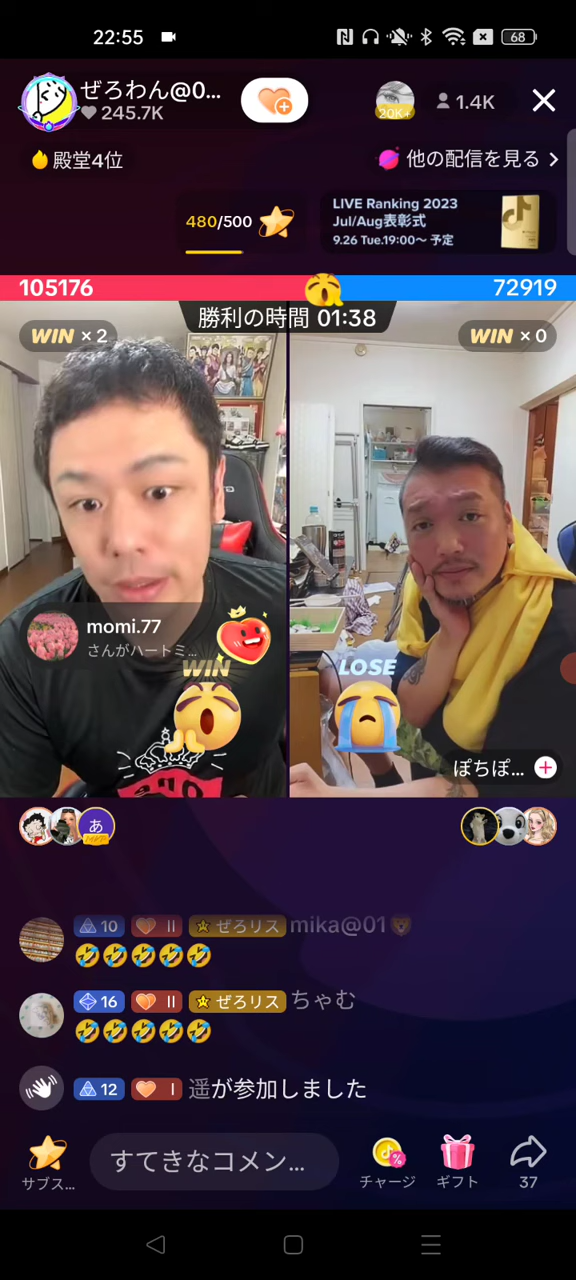 22:55
68
ぜろわん@0...
245.7K
20K+
1.4K
殿堂4位
他の配信を見る
480/500
LIVE Ranking 2023
Jul/Aug表彰式
9.26 Tue.19:00〜 予定
105176
72919
勝利の時間 01:38
WIN × 2
WIN × 0
momi.77
さんがハートミ...
WIN
LOSE
ぽちぽ...
あ
10 II ぜろリス mika@01🦁
🤣🤣🤣🤣🤣
16 II ぜろリス ちゃむ
🤣🤣🤣🤣🤣
12 I 遥が参加しました
サブス...
すてきなコメン...
チャージ
ギフト
37